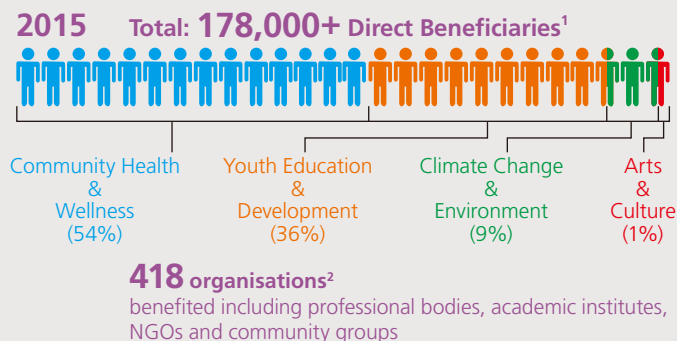 2015 Total: 178,000+ Direct Beneficiaries¹
Community Health
&
Wellness
(54%)
Youth Education
&
Development
(36%)
Climate Change
&
Environment
(9%)
Arts
&
Culture
(1%)
418 organisations²
benefited including professional bodies, academic institutes,
NGOs and community groups